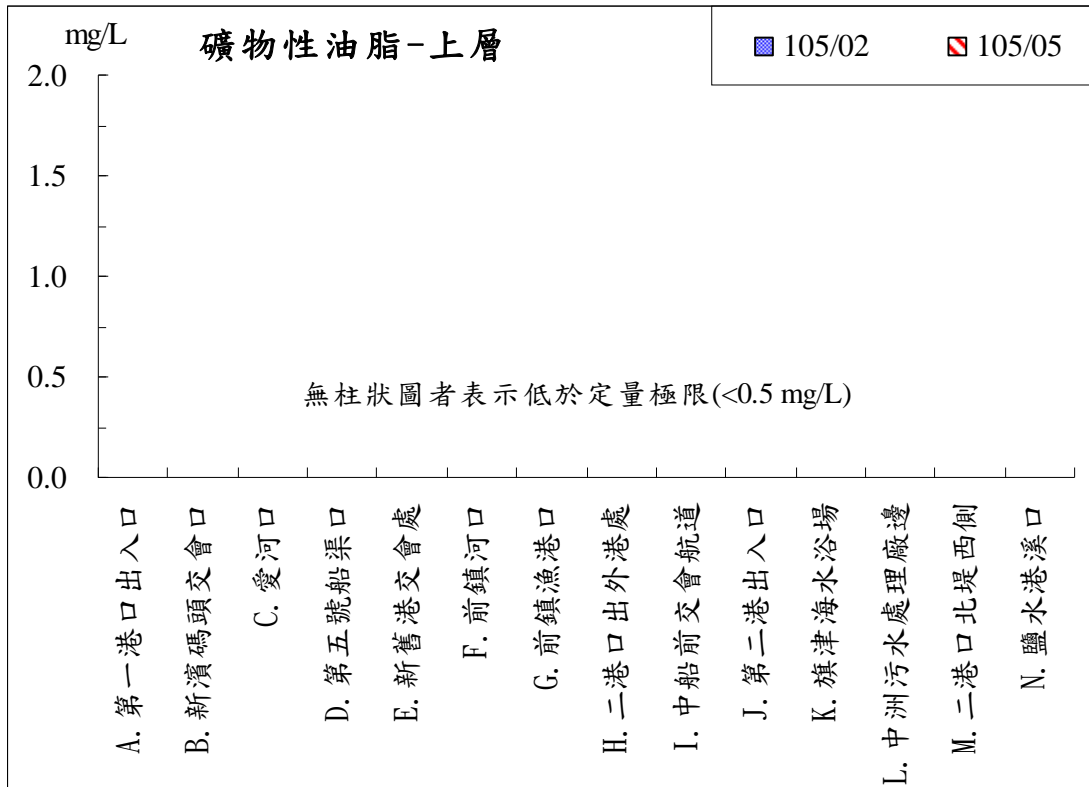 mg/L
礦物性油脂-上層
105/02
105/05
2.0
1.5
1.0
0.5
0.0
無柱狀圖者表示低於定量極限(<0.5 mg/L)
A. 第一港口出入口
B. 新濱碼頭交會口
C. 愛河口
D. 第五號船渠口
E. 新舊港交會處
F. 前鎮河口
G. 前鎮漁港口
H. 二港口出外港處
I. 中船前交會航道
J. 第二港出入口
K. 旗津海水浴場
L. 中洲污水處理廠邊
M. 二港口北堤西側
N. 鹽水港溪口